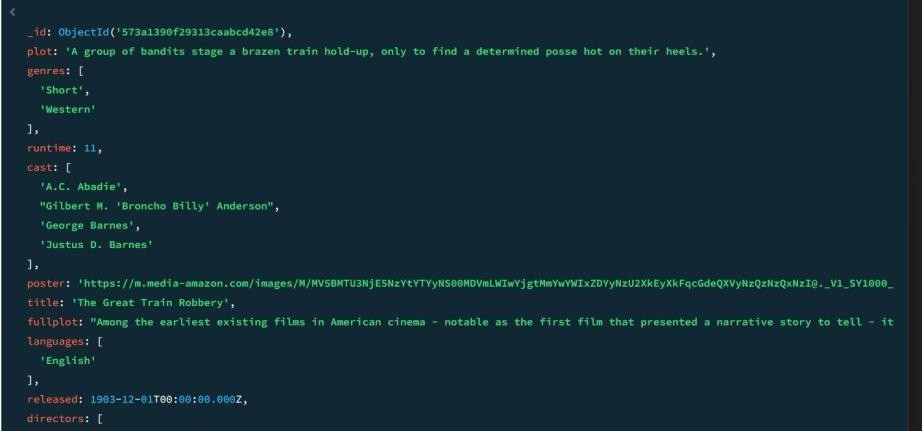 _id: ObjectId('573a1390f29313caabcd42e8'),
plot: 'A group of bandits stage a brazen train hold-up, only to find a determined posse hot on their heels.',
genres: [
'Short',
'Western'
],
runtime: 11,
cast: [
'A.C. Abadie',
"Gilbert M. 'Broncho Billy' Anderson",
'George Barnes',
'Justus D. Barnes'
],
poster: 'https://m.media-amazon.com/images/M/MV5BMTU3NjE5NzYtYTYyNS00MDVmLWIwYjgtMmYwYWIxZDYyNzU2XkEyXkFqcGdeQXVyNzQzNzQxNzI@._V1_SY1000_
title: 'The Great Train Robbery',
fullplot: "Among the earliest existing films in American cinema - notable as the first film that presented a narrative story to tell - it
languages: [
'English'
],
released: 1903-12-01T00:00:00.000Z,
directors: [